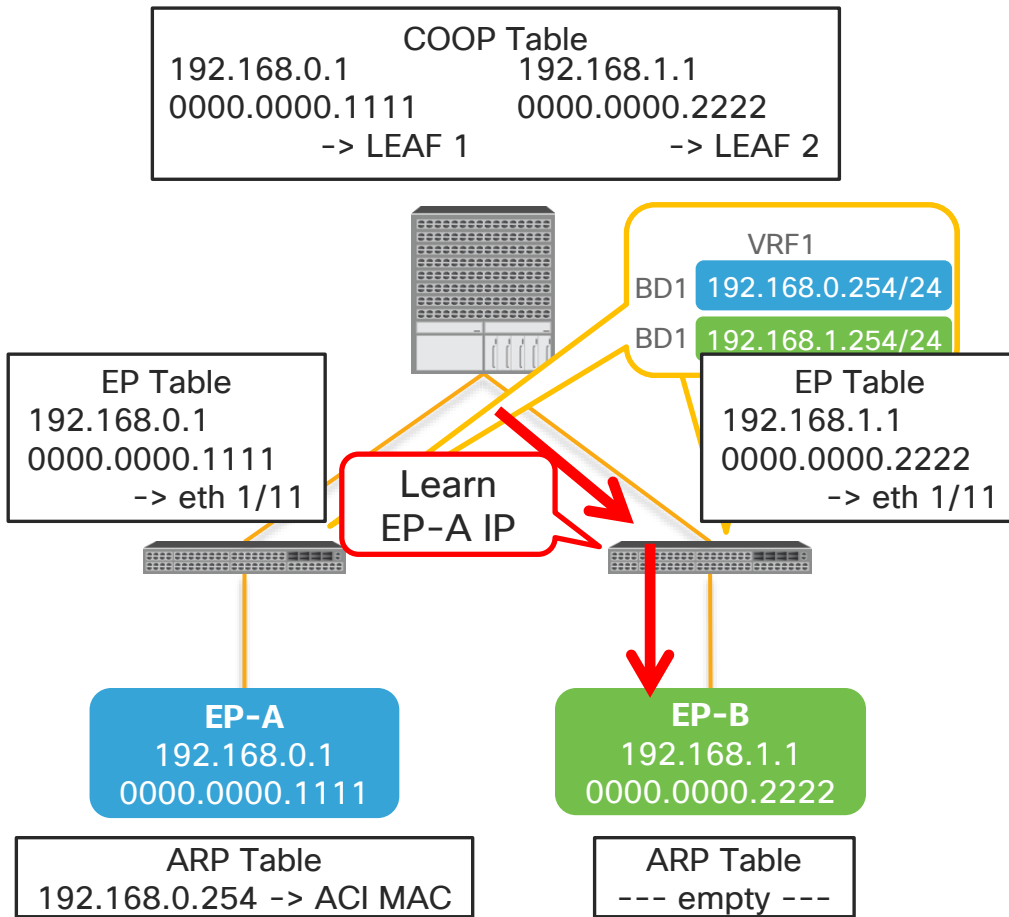 COOP Table
192.168.0.1 192.168.1.1
0000.0000.1111 0000.0000.2222
-> LEAF 1 -> LEAF 2
VRF1
BD1 192.168.0.254/24
BD1 192.168.1.254/24
EP Table
192.168.0.1
0000.0000.1111
-> eth 1/11
Learn
EP-A IP
EP Table
192.168.1.1
0000.0000.2222
-> eth 1/11
EP-A
192.168.0.1
0000.0000.1111
EP-B
192.168.1.1
0000.0000.2222
ARP Table
192.168.0.254 -> ACI MAC
ARP Table
--- empty ---